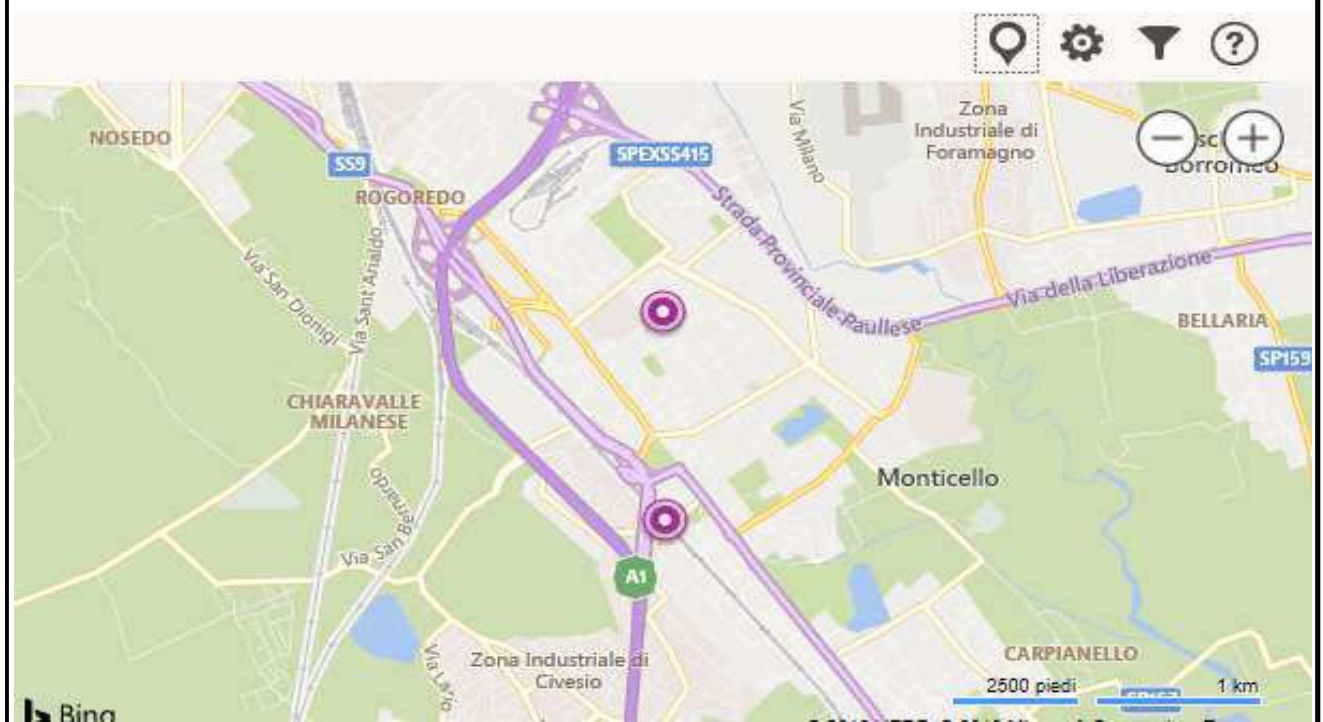 ?
NOSEDO
SS9
ROGOREDO
SPEXSS415
Via Milano
Zona
Industriale di
Foramagno
Borromeo
Strada Provinciale Paullese
Via della Liberazione
BELLARIA
SP159
Via San Dionigi
Via Sant'Arialdo
CHIARAVALLE
MILANESE
Monticello
Via San Bernardo
A1
Zona Industriale di
Civesio
CARPIANELLO
2500 piedi
1 km
Bing